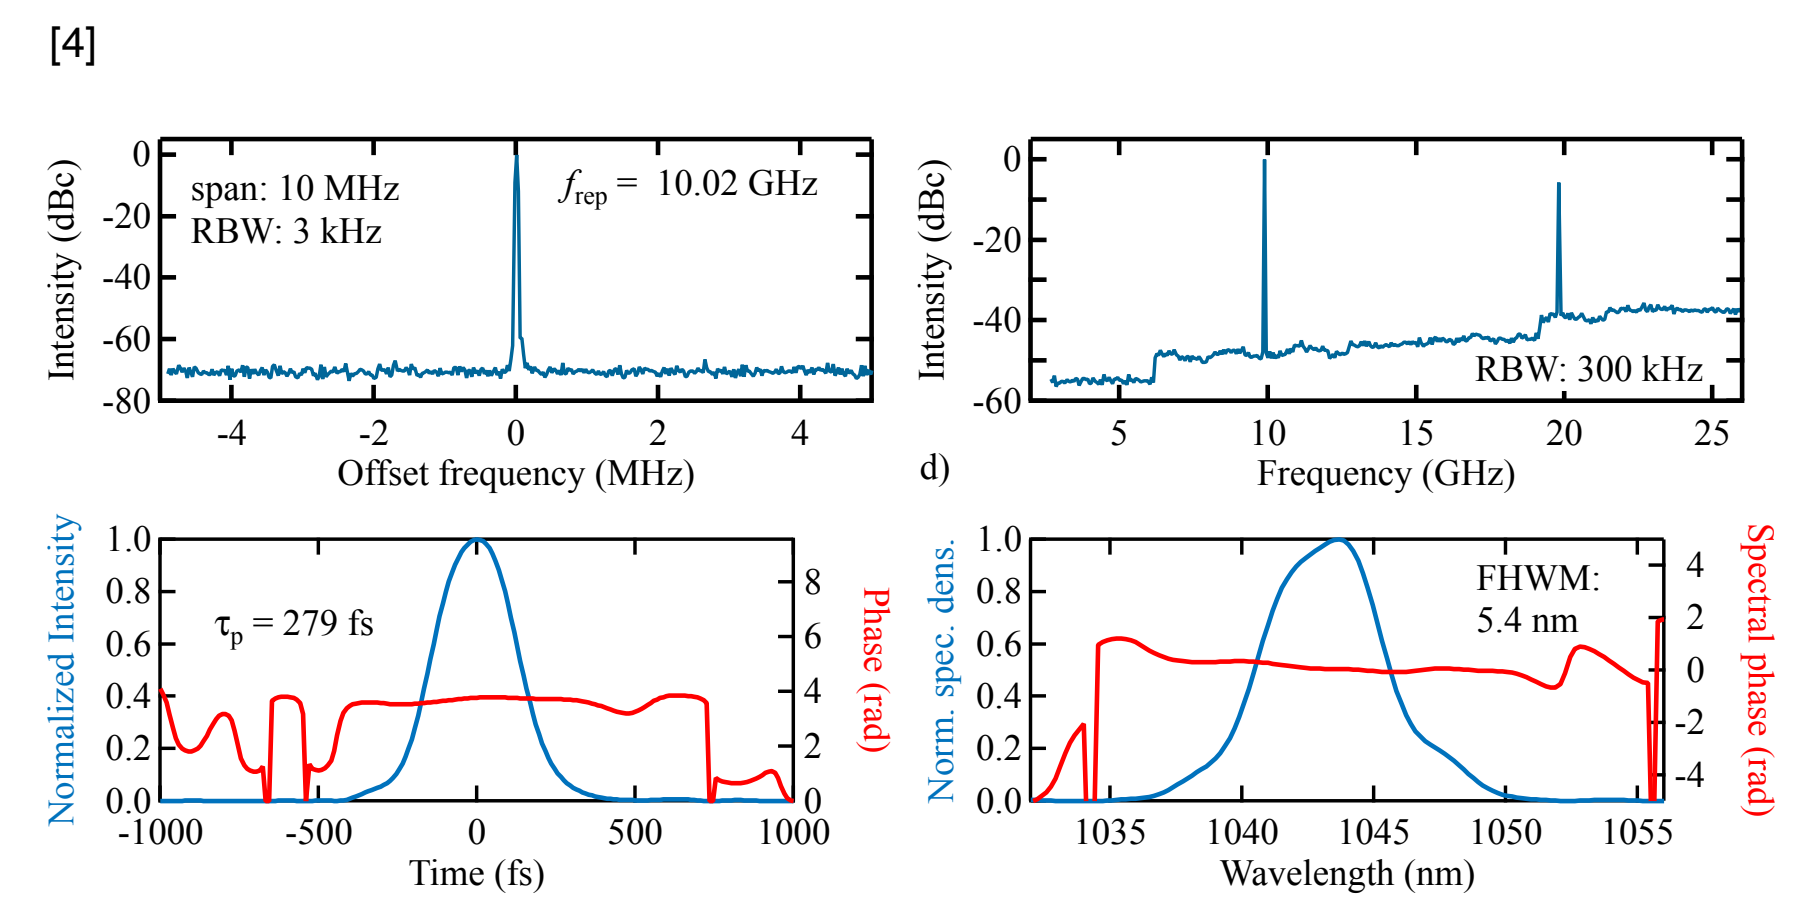 [4]
Intensity (dBc)
0
-20
-40
-60
-80
span: 10 MHz
RBW: 3 kHz
f_rep = 10.02 GHz
-4 -2 0 2 4
Offset frequency (MHz)
Intensity (dBc)
0
-20
-40
-60
RBW: 300 kHz
5 10 15 20 25
Frequency (GHz)
d)
Normalized Intensity
1.0
0.8
0.6
0.4
0.2
0.0
τ_p = 279 fs
8
6
4
2
0
Phase (rad)
-1000 -500 0 500 1000
Time (fs)
Norm. spec. dens.
1.0
0.8
0.6
0.4
0.2
0.0
FHWM:
5.4 nm
4
2
0
-2
-4
Spectral phase (rad)
1035 1040 1045 1050 1055
Wavelength (nm)